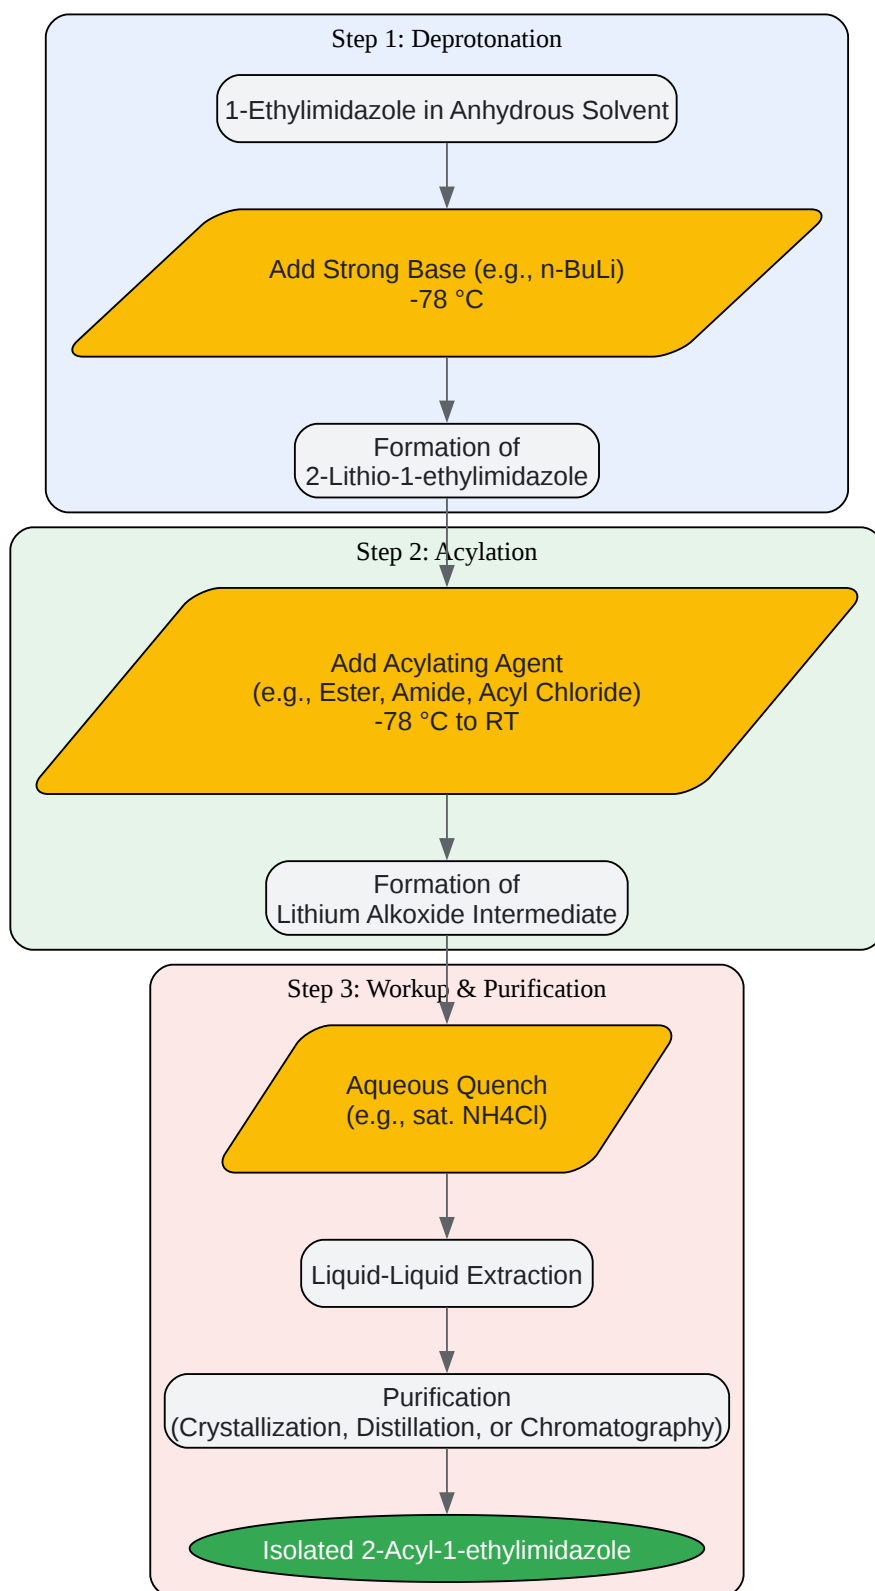 Step 1: Deprotonation
1-Ethylimidazole in Anhydrous Solvent
Add Strong Base (e.g., n-BuLi)
-78 °C
Formation of
2-Lithio-1-ethylimidazole
Step 2: Acylation
Add Acylating Agent
(e.g., Ester, Amide, Acyl Chloride)
-78 °C to RT
Formation of
Lithium Alkoxide Intermediate
Step 3: Workup & Purification
Aqueous Quench
(e.g., sat. NH4Cl)
Liquid-Liquid Extraction
Purification
(Crystallization, Distillation, or Chromatography)
Isolated 2-Acyl-1-ethylimidazole